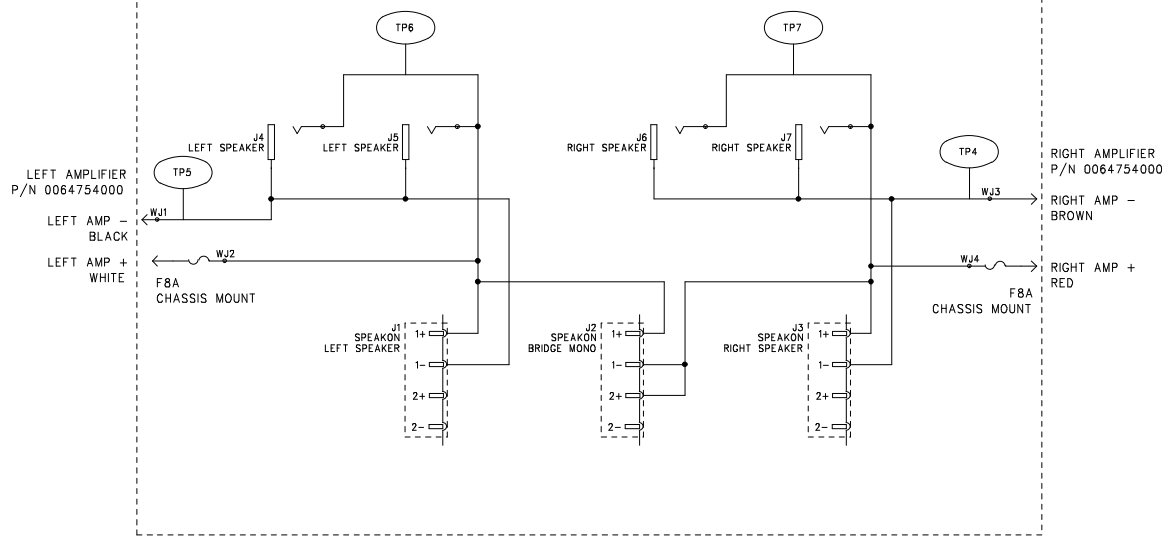 TP6
TP7
J4
LEFT SPEAKER
J5
LEFT SPEAKER
J6
RIGHT SPEAKER
J7
RIGHT SPEAKER
TP5
TP4
LEFT AMPLIFIER
P/N 0064754000
RIGHT AMPLIFIER
P/N 0064754000
WJ1
LEFT AMP -
BLACK
WJ3
RIGHT AMP -
BROWN
WJ2
LEFT AMP +
WHITE
F8A
CHASSIS MOUNT
WJ4
RIGHT AMP +
RED
F8A
CHASSIS MOUNT
J1
SPEAKON
LEFT SPEAKER
1+
1-
2+
2-
J2
SPEAKON
BRIDGE MONO
1+
1-
2+
2-
J3
SPEAKON
RIGHT SPEAKER
1+
1-
2+
2-